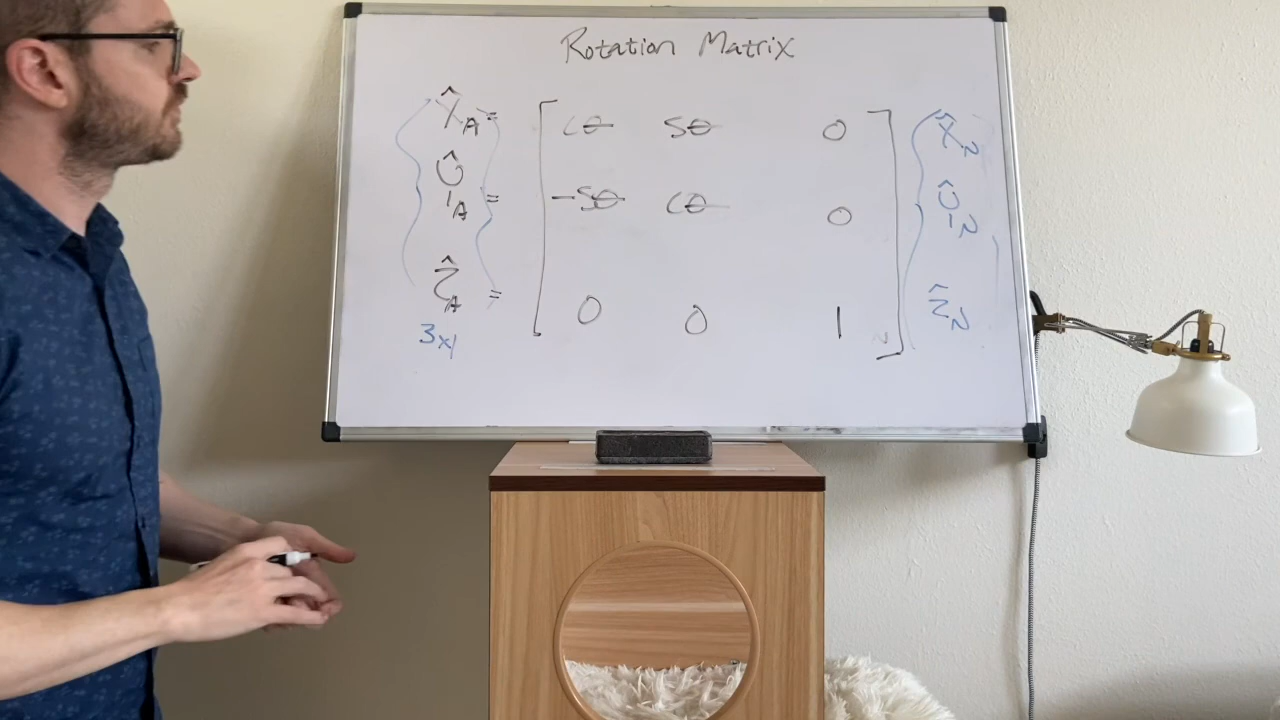 Rotation Matrix
x̂_A = [ cθ sθ 0 ] x̂_N
ŷ_A = [ -sθ cθ 0 ] ŷ_N
ẑ_A = [ 0 0 1 ] ẑ_N
3x1